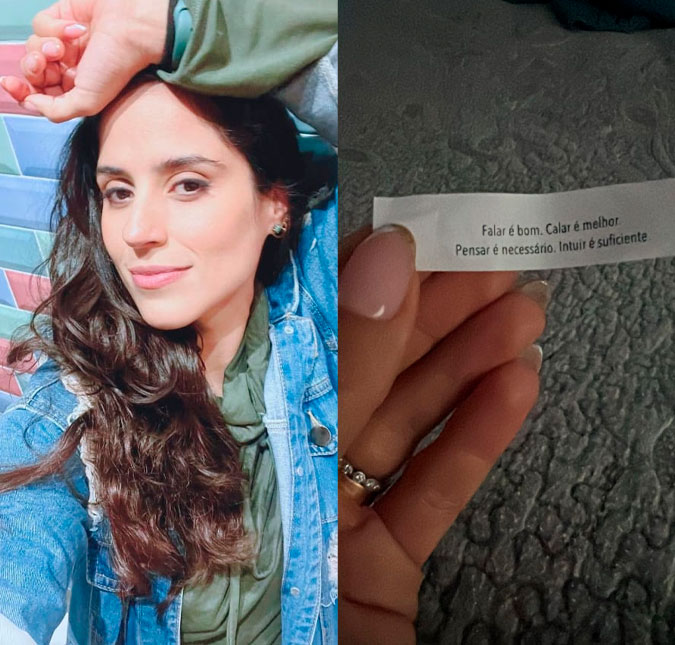 Falar é bom. Calar é melhor.
Pensar é necessário. Intuir é suficiente.